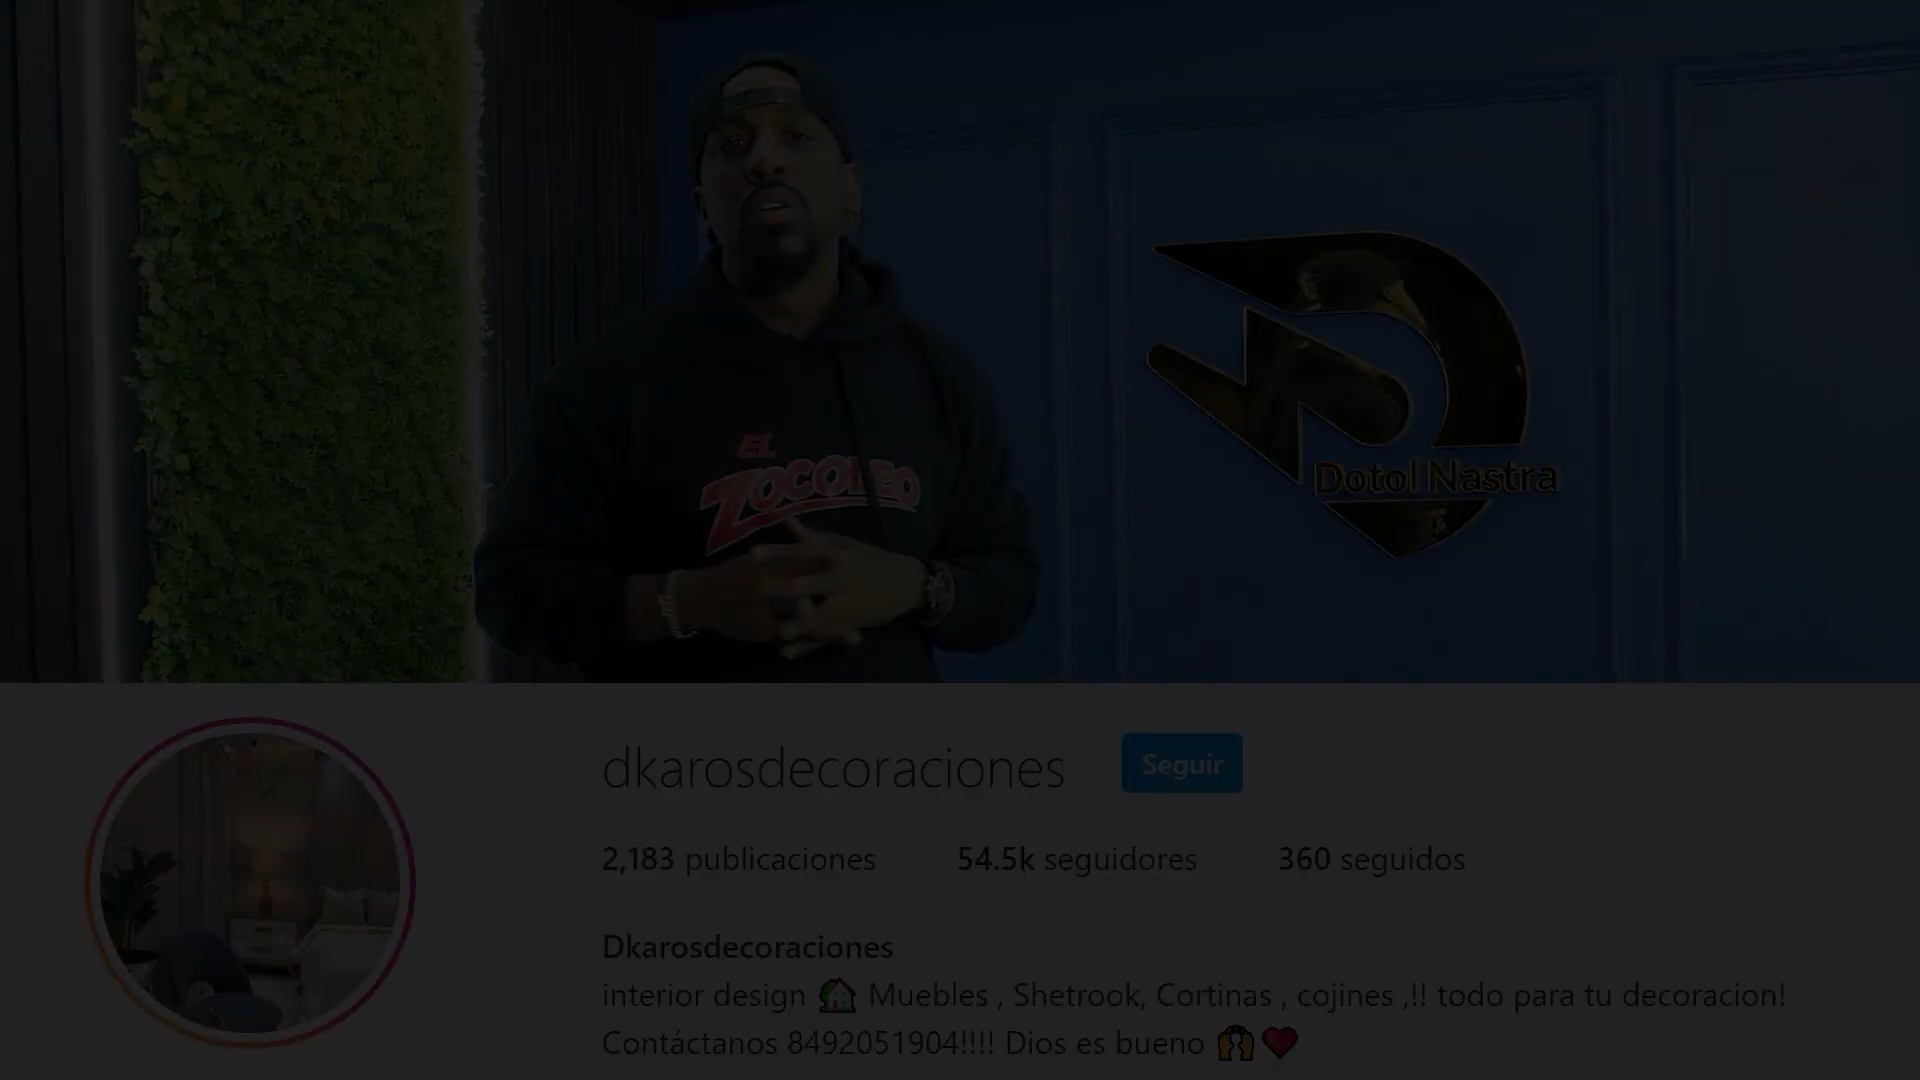 EL
ZOCOLEO
Dotol Nastra
dkarosdecoraciones Seguir
2,183 publicaciones 54.5k seguidores 360 seguidos
Dkarosdecoraciones
interior design 🏡 Muebles , Shetrook, Cortinas , cojines ,!! todo para tu decoracion!
Contáctanos 8492051904!!!! Dios es bueno 🙌❤️